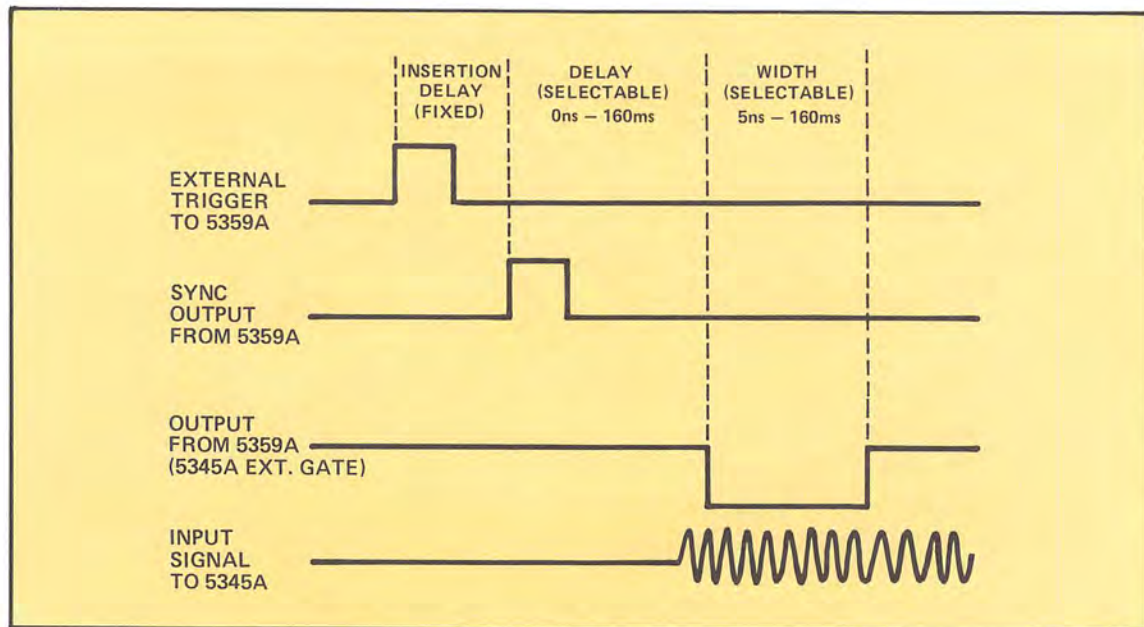 INSERTION
DELAY
(FIXED)
DELAY
(SELECTABLE)
0ns — 160ms
WIDTH
(SELECTABLE)
5ns — 160ms
EXTERNAL
TRIGGER
TO 5359A
SYNC
OUTPUT
FROM 5359A
OUTPUT
FROM 5359A
(5345A EXT. GATE)
INPUT
SIGNAL
TO 5345A